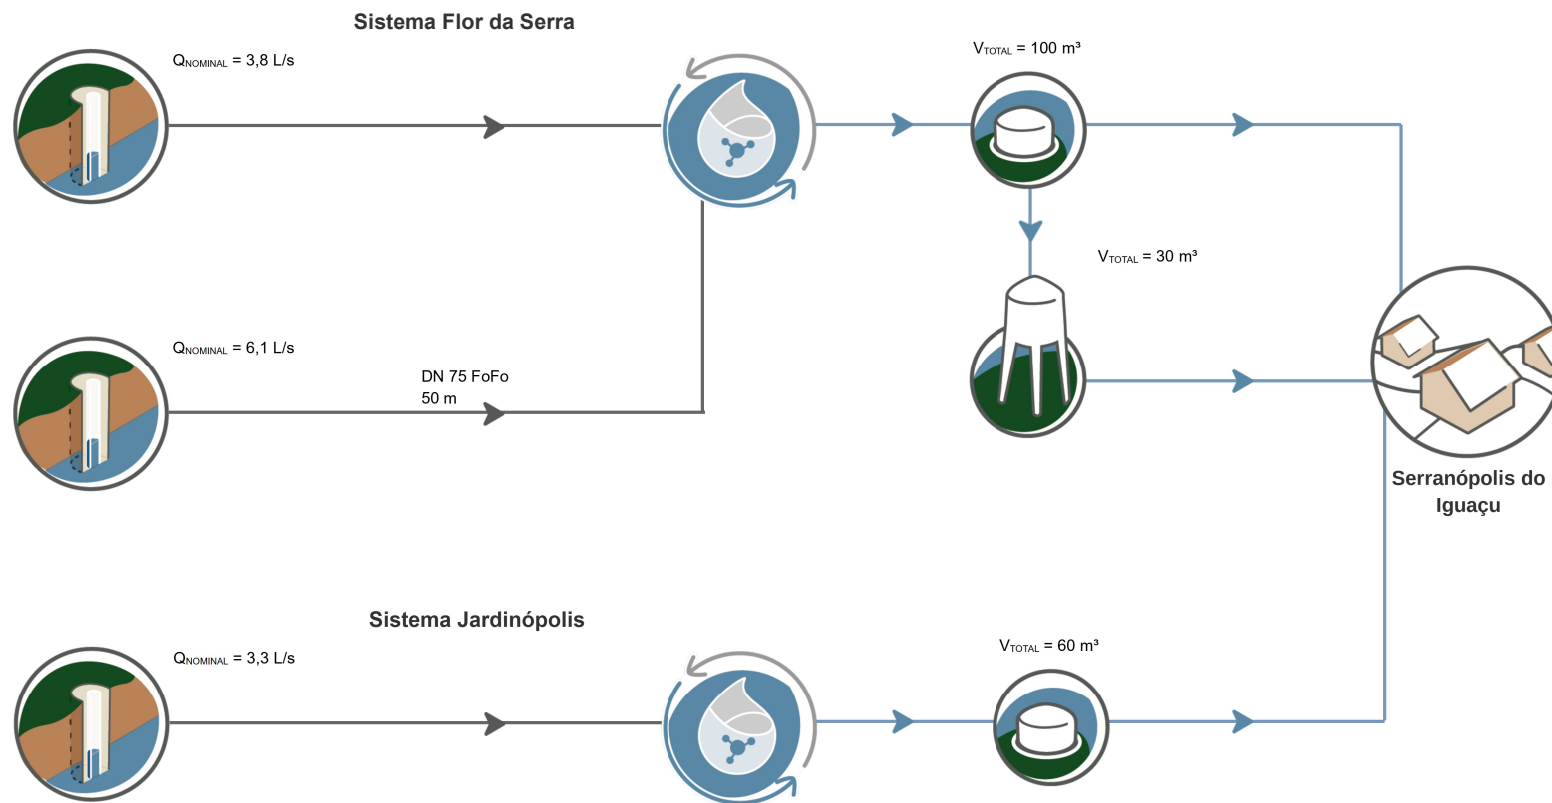 Sistema Flor da Serra
QNOMINAL = 3,8 L/s
VTOTAL = 100 m³
VTOTAL = 30 m³
QNOMINAL = 6,1 L/s
DN 75 FoFo
50 m
Serranópolis do
Iguaçu
Sistema Jardinópolis
QNOMINAL = 3,3 L/s
VTOTAL = 60 m³